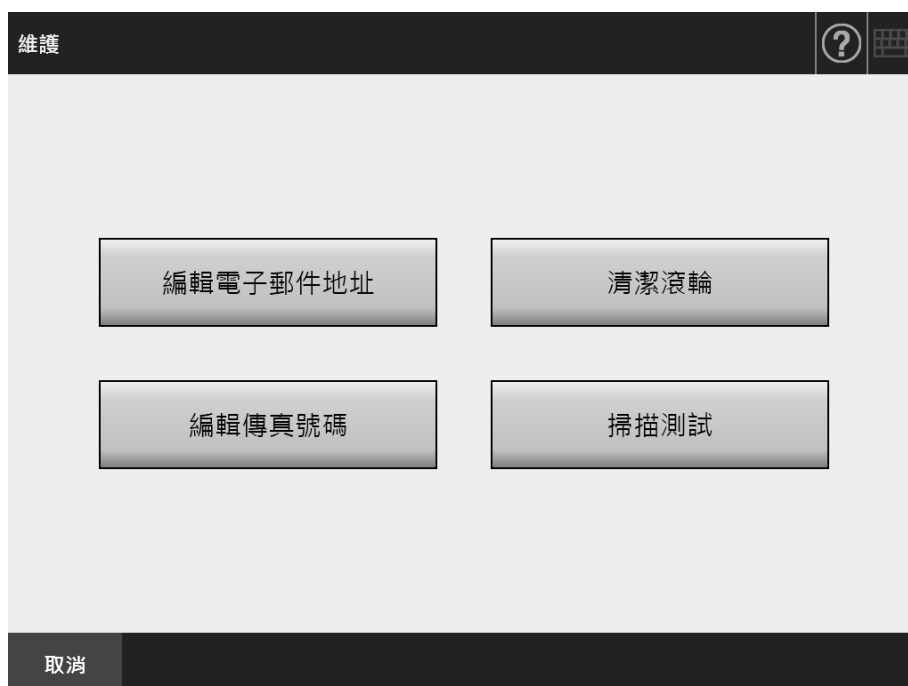 維護
編輯電子郵件地址
清潔滾輪
編輯傳真號碼
掃描測試
取消